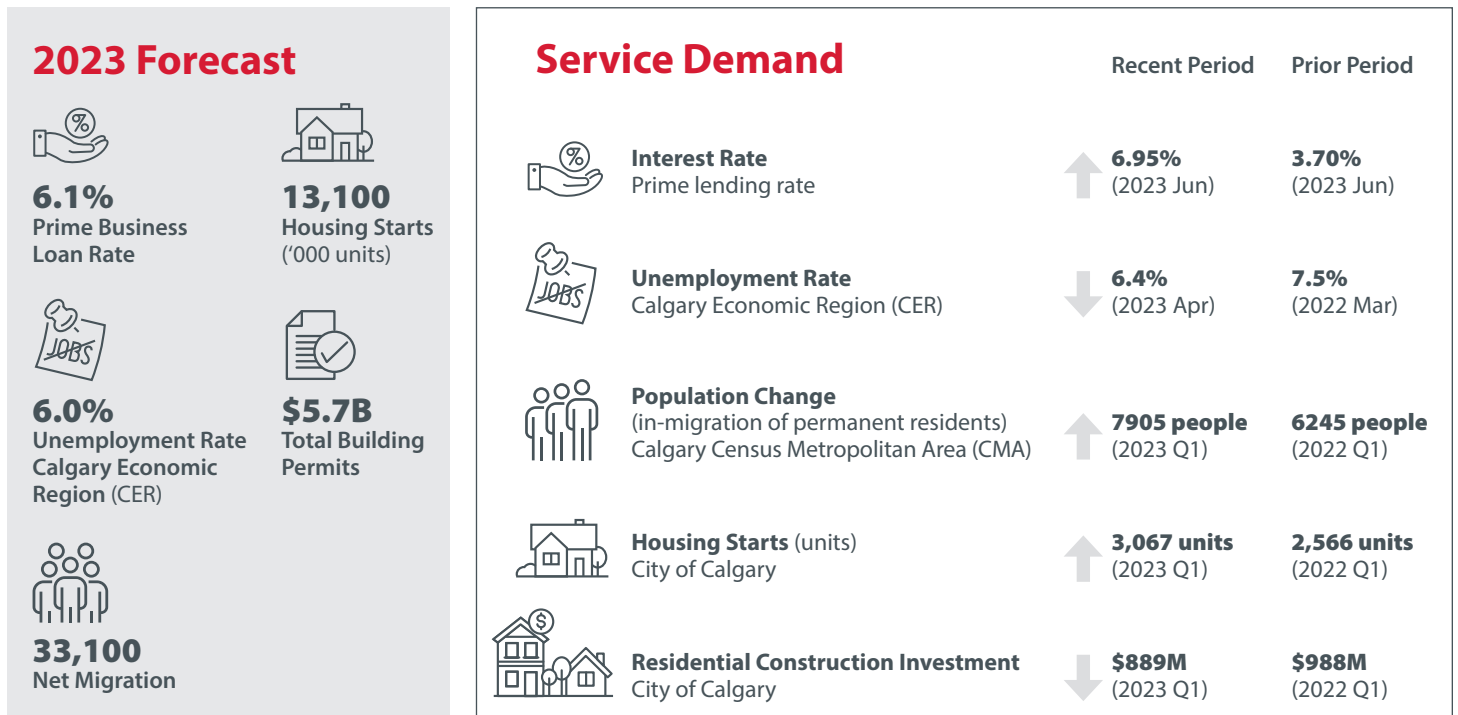 2023 Forecast
%
6.1%
Prime Business
Loan Rate
13,100
Housing Starts
(‘000 units)
JOBS
6.0%
Unemployment Rate
Calgary Economic
Region (CER)
$5.7B
Total Building
Permits
33,100
Net Migration
Service Demand
Recent Period
Prior Period
%
Interest Rate
Prime lending rate
6.95%
(2023 Jun)
3.70%
(2023 Jun)
JOBS
Unemployment Rate
Calgary Economic Region (CER)
6.4%
(2023 Apr)
7.5%
(2022 Mar)
Population Change
(in-migration of permanent residents)
Calgary Census Metropolitan Area (CMA)
7905 people
(2023 Q1)
6245 people
(2022 Q1)
Housing Starts (units)
City of Calgary
3,067 units
(2023 Q1)
2,566 units
(2022 Q1)
$
Residential Construction Investment
City of Calgary
$889M
(2023 Q1)
$988M
(2022 Q1)